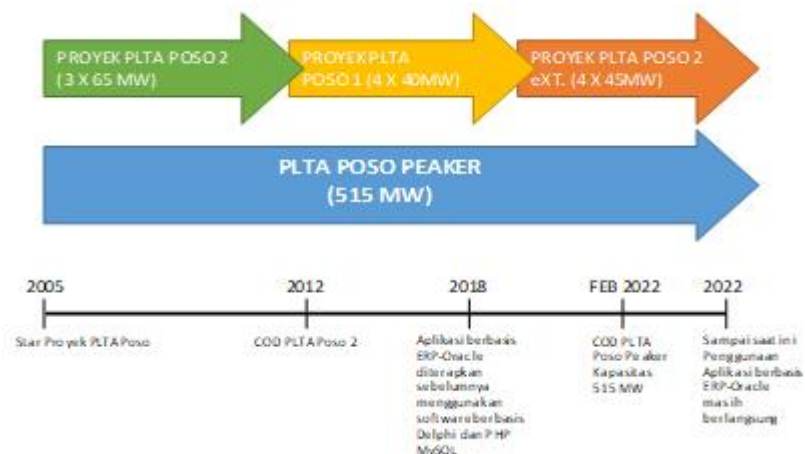 PROYEK PLTA POSO 2
(3 X 65 MW)
PROYEK PLTA
POSO 1 (4 X 40MW)
PROYEK PLTA POSO 2
eXT. (4 X 45MW)
PLTA POSO PEAKER
(515 MW)
2005
2012
2018
FEB 2022
2022
Star Proyek PLTA Poso
COD PLTA Poso 2
Aplikasi berbasis
ERP-Oracle
diterapkan
sebelumnya
menggunakan
software berbasis
Delphi dan PHP
MySQL
COD PLTA
Poso Peaker
Kapasitas
515 MW
Sampai saat ini
Penggunaan
Aplikasi berbasis
ERP-Oracle
masih
berlangsung